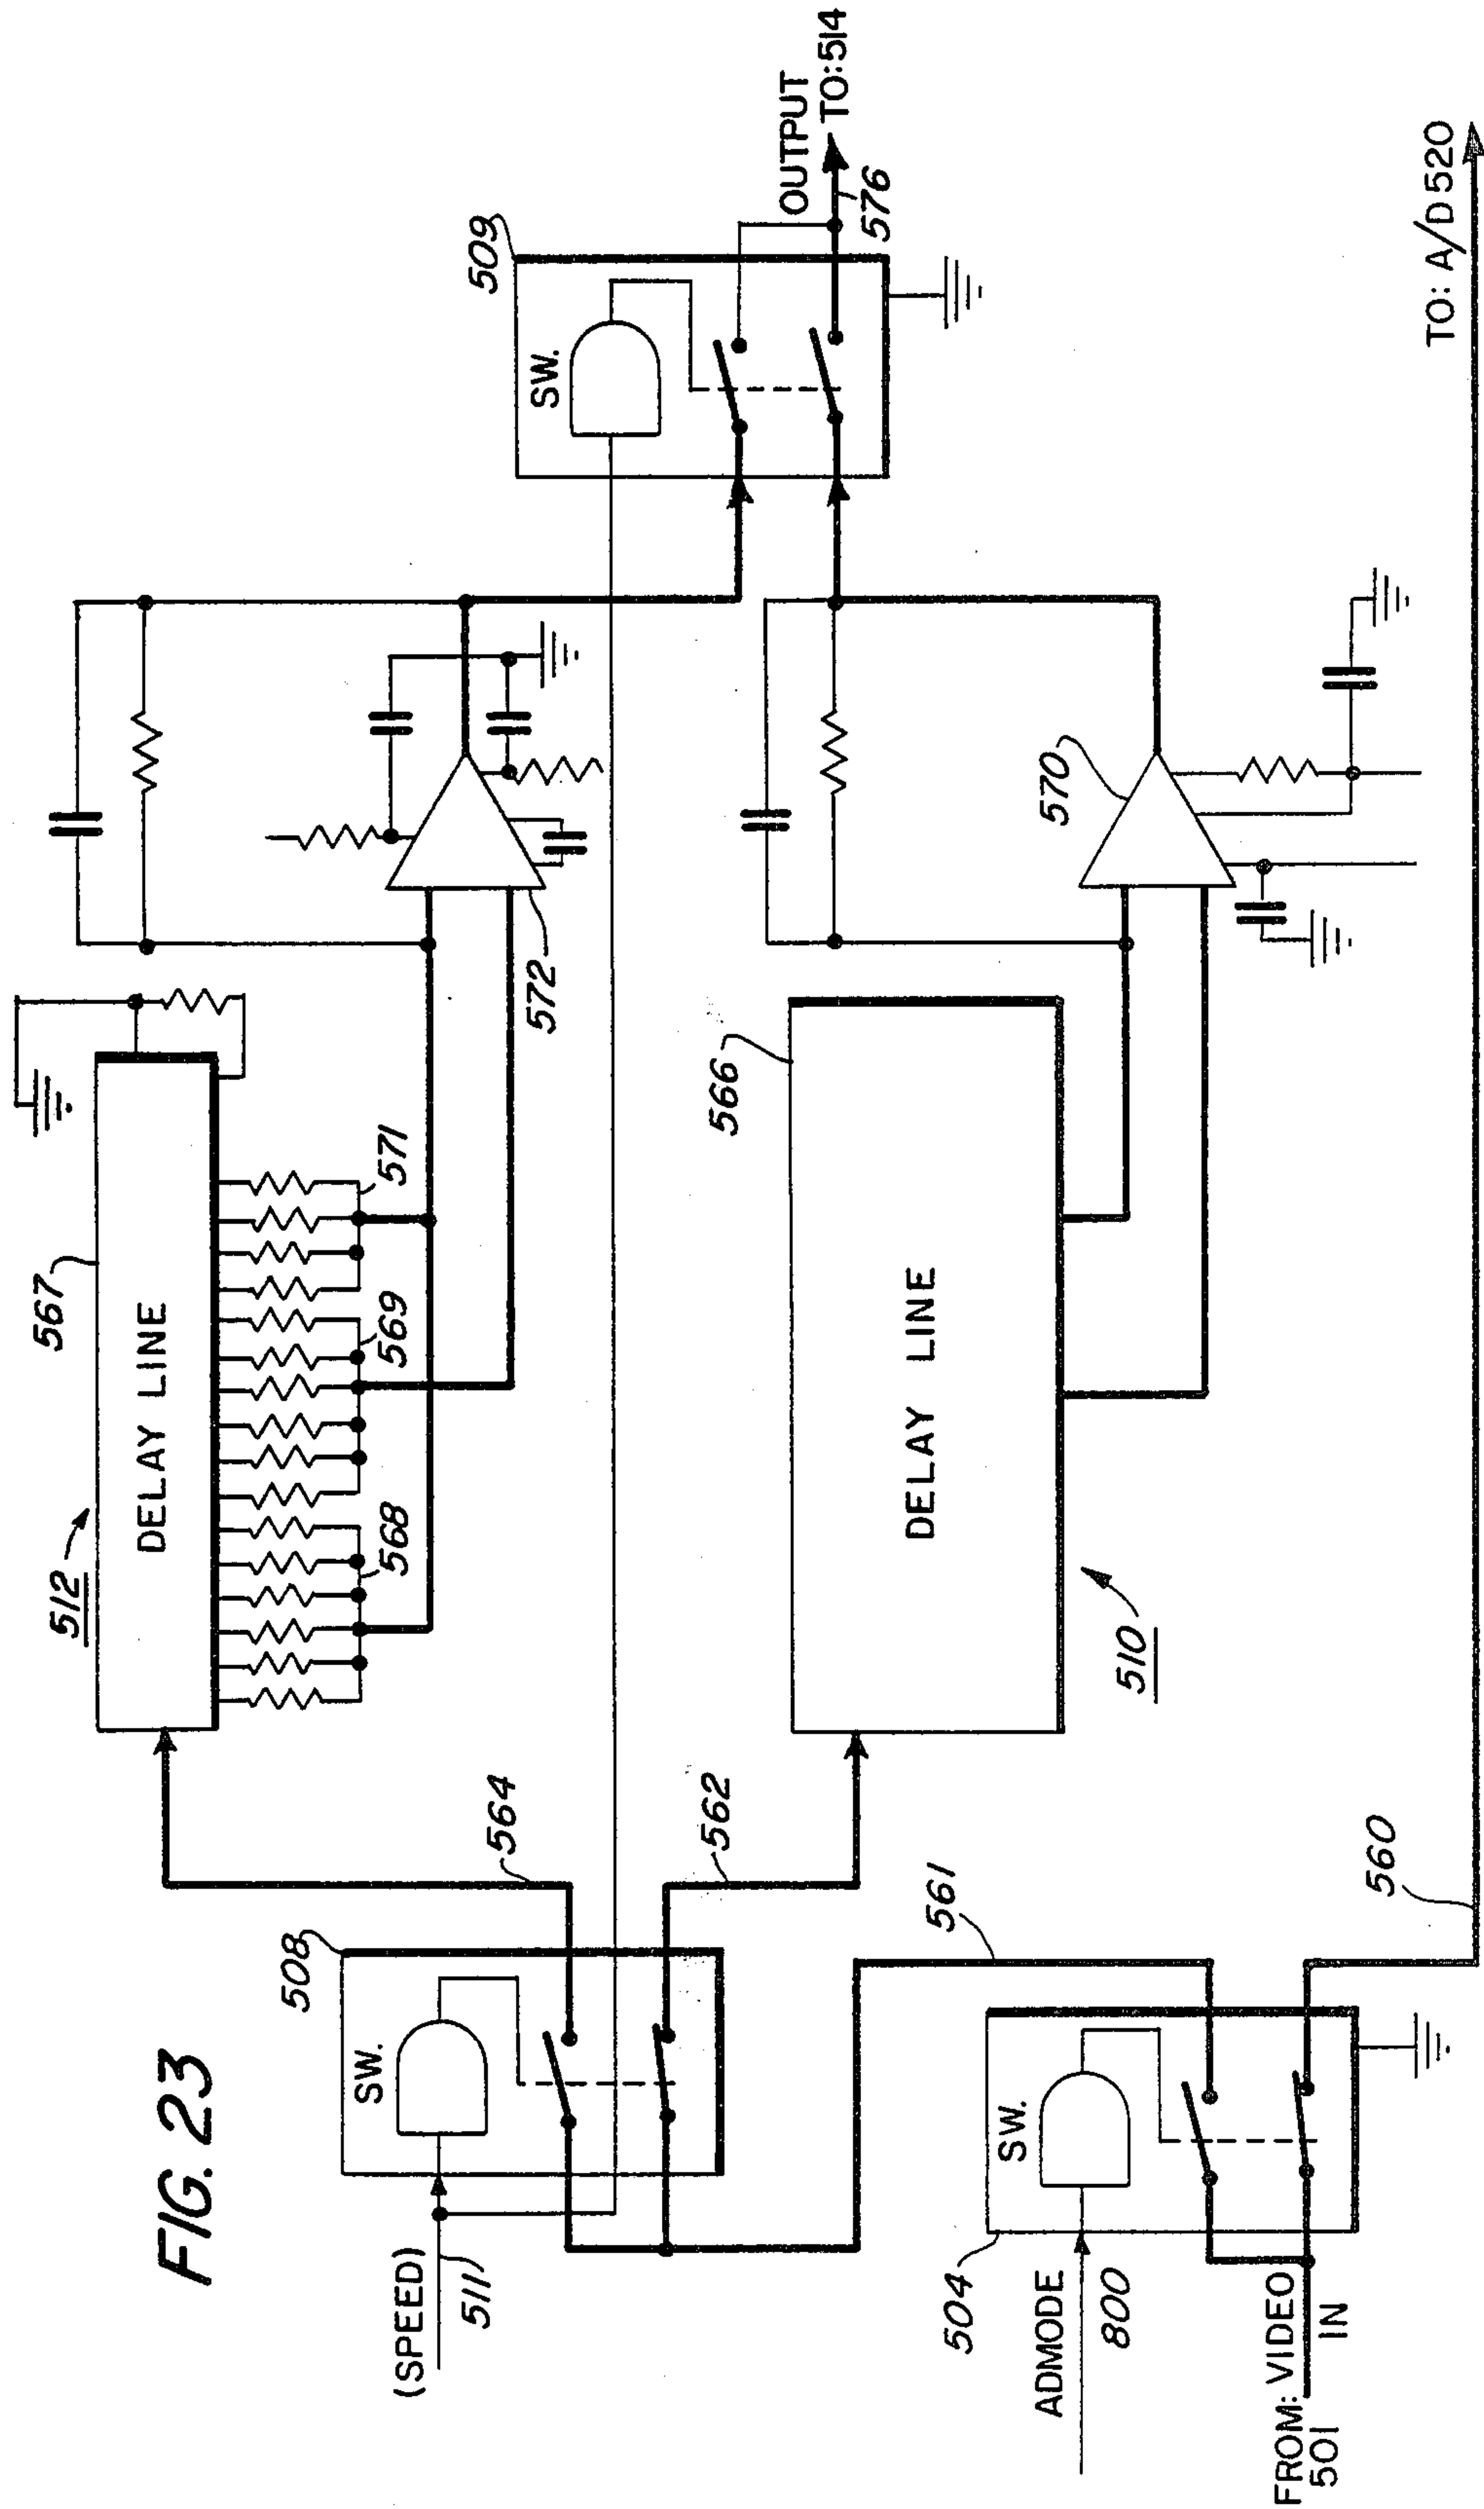 FIG. 23
(SPEED)
511
SW.
508
564
562
512
DELAY LINE
567
568
569
571
572
SW.
509
OUTPUT
TO:514
576
DELAY LINE
566
510
570
ADMODE
800
504
SW.
561
FROM: VIDEO
501 IN
560
TO: A/D 520